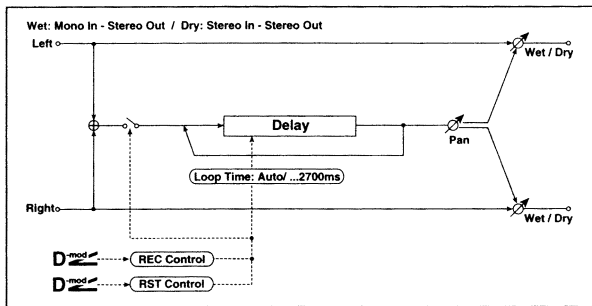 Wet: Mono In - Stereo Out / Dry: Stereo In - Stereo Out
Left
Wet / Dry
Delay
Pan
Loop Time: Auto/ ...2700ms
Right
Wet / Dry
D-mod
REC Control
D-mod
RST Control